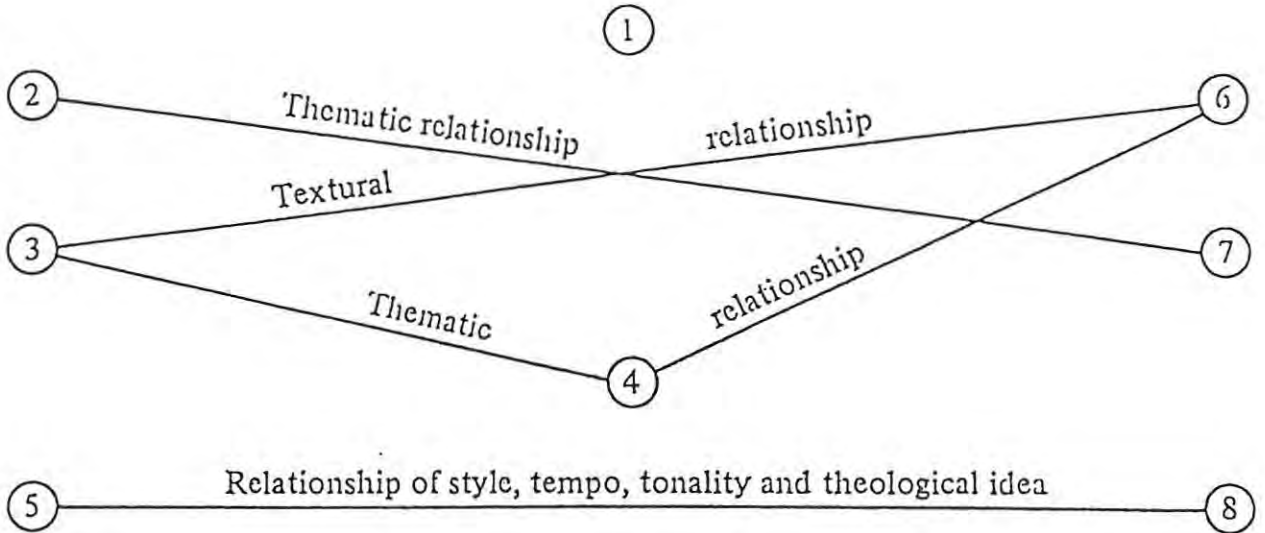 1
2
6
Thematic relationship
relationship
Textural
3
7
relationship
Thematic
4
Relationship of style, tempo, tonality and theological idea
5
8